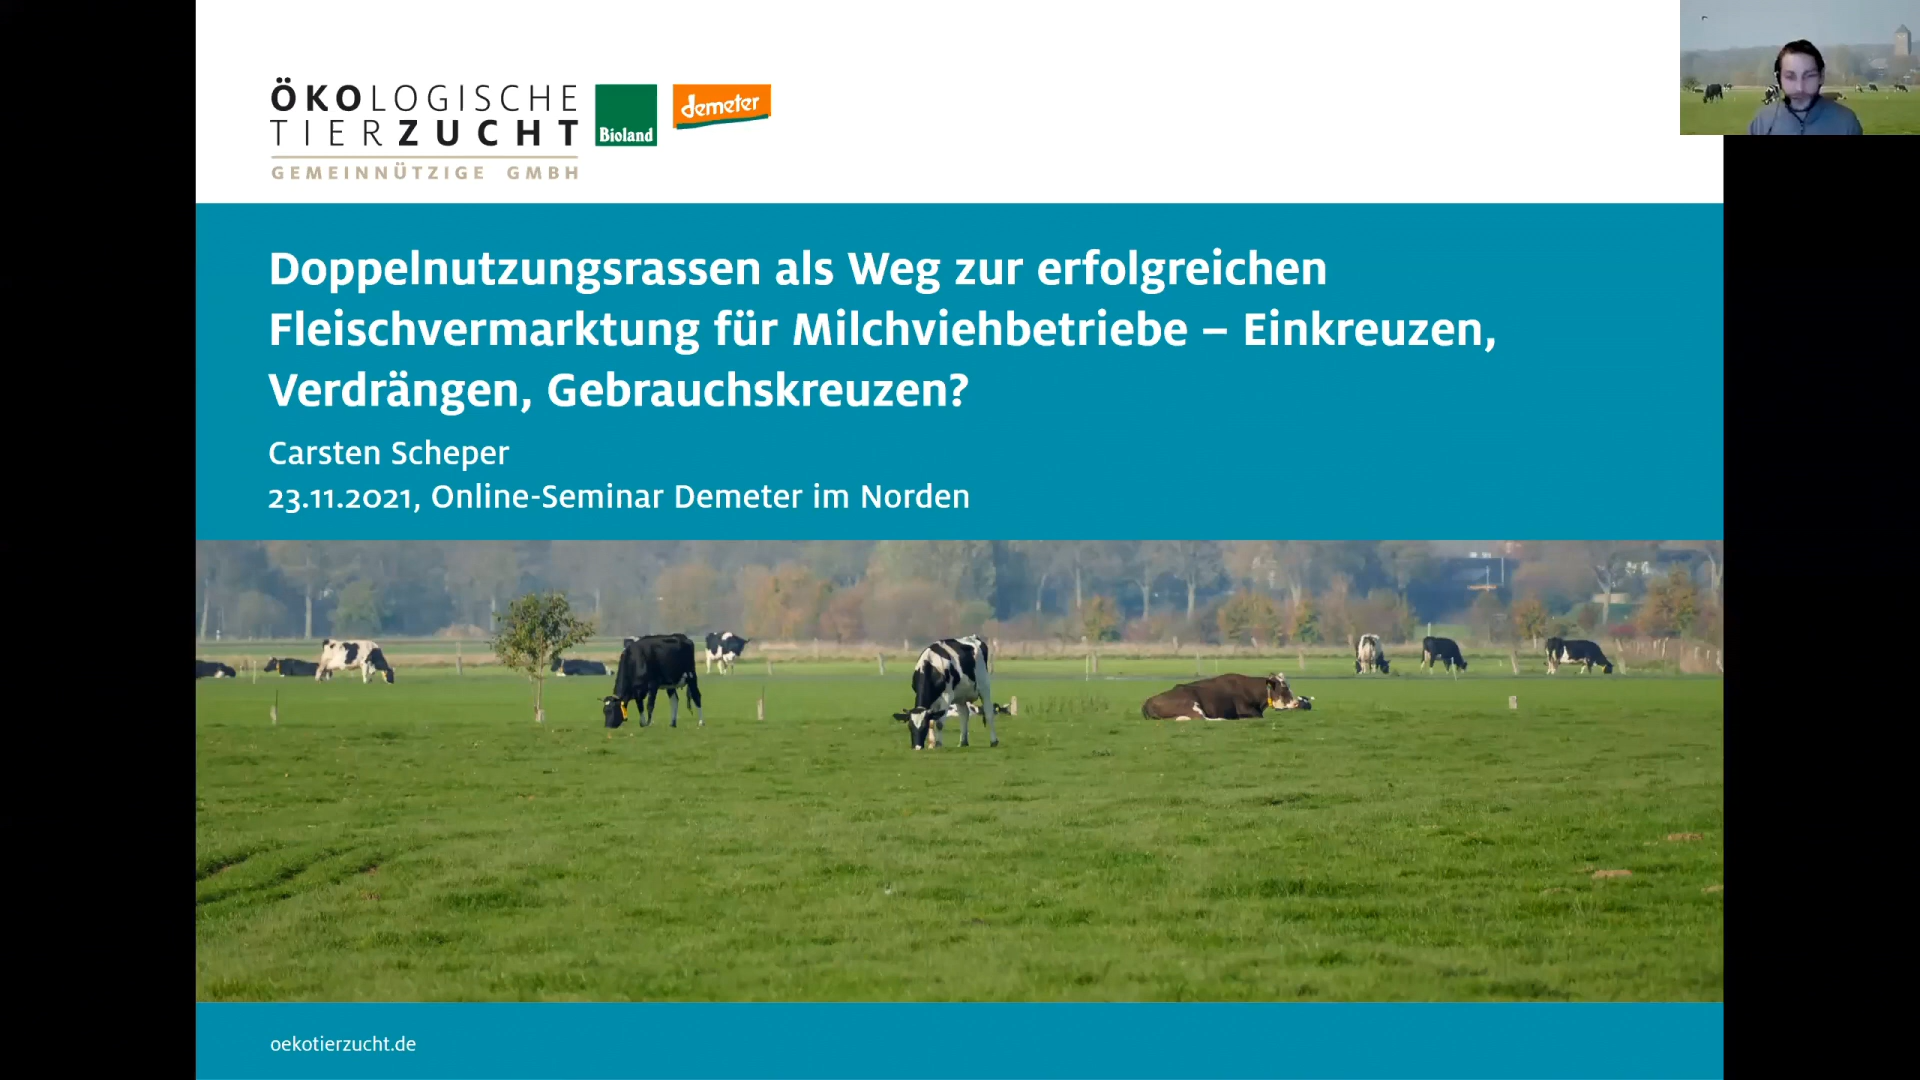 ÖKOLOGISCHE
TIERZUCHT
GEMEINNÜTZIGE GMBH
Bioland
demeter
Doppelnutzungsrassen als Weg zur erfolgreichen
Fleischvermarktung für Milchviehbetriebe – Einkreuzen,
Verdrängen, Gebrauchskreuzen?
Carsten Scheper
23.11.2021, Online-Seminar Demeter im Norden
oekotierzucht.de